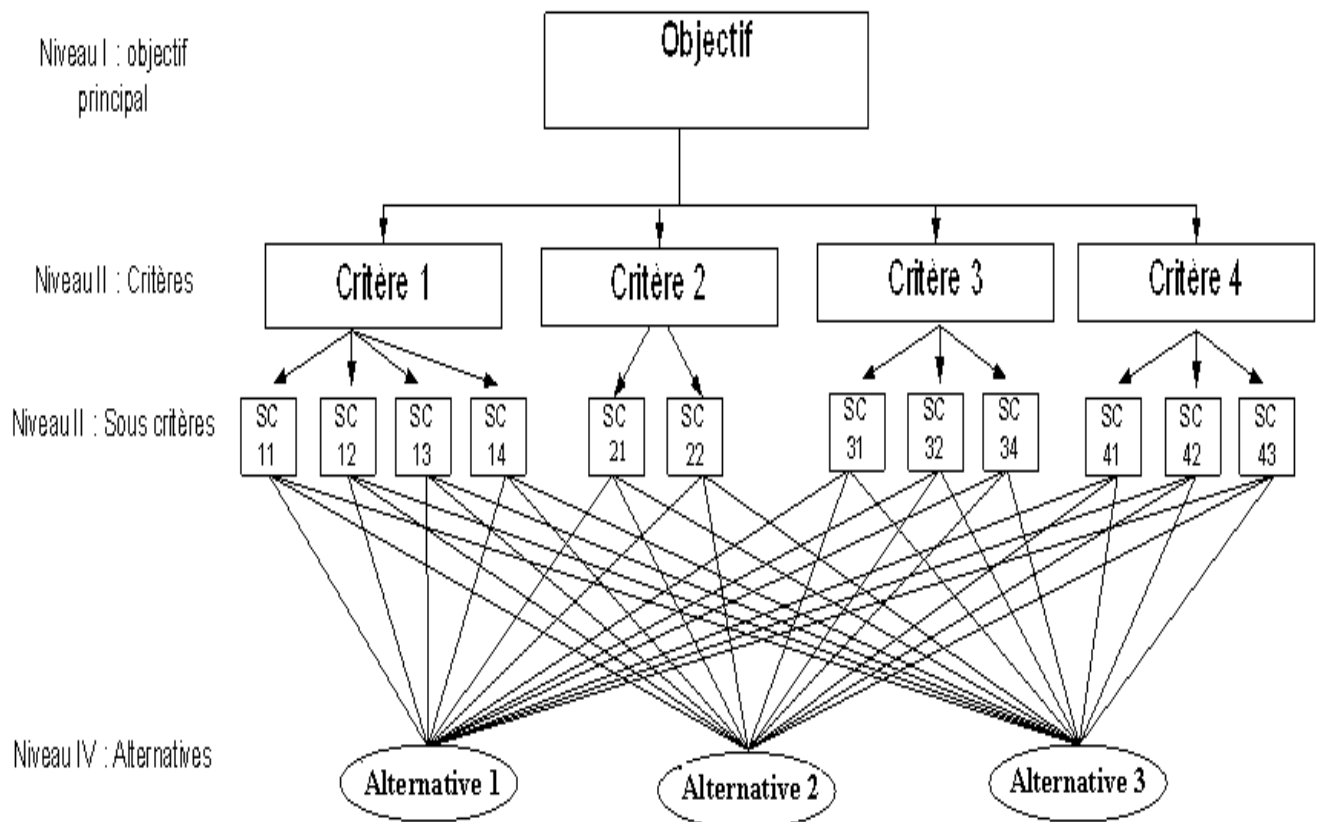 Objectif
Niveau I : objectif
principal
Niveau II : Critères
Critère 1
Critère 2
Critère 3
Critère 4
Niveau II : Sous critères
SC
11
SC
12
SC
13
SC
14
SC
21
SC
22
SC
31
SC
32
SC
34
SC
41
SC
42
SC
43
Niveau IV : Alternatives
Alternative 1
Alternative 2
Alternative 3